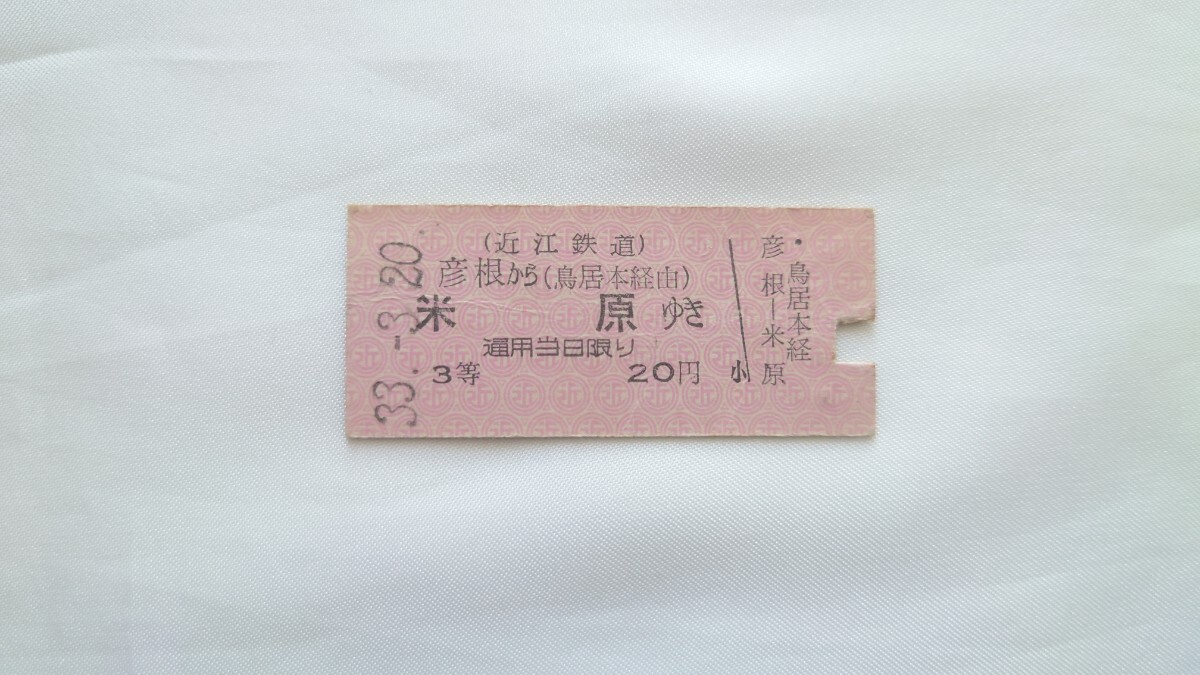 33.-3.20
(近江鉄道)
彦根から(鳥居本経由)
米原ゆき
通用当日限り
3等 20円
小
・鳥居本経
彦根—米原